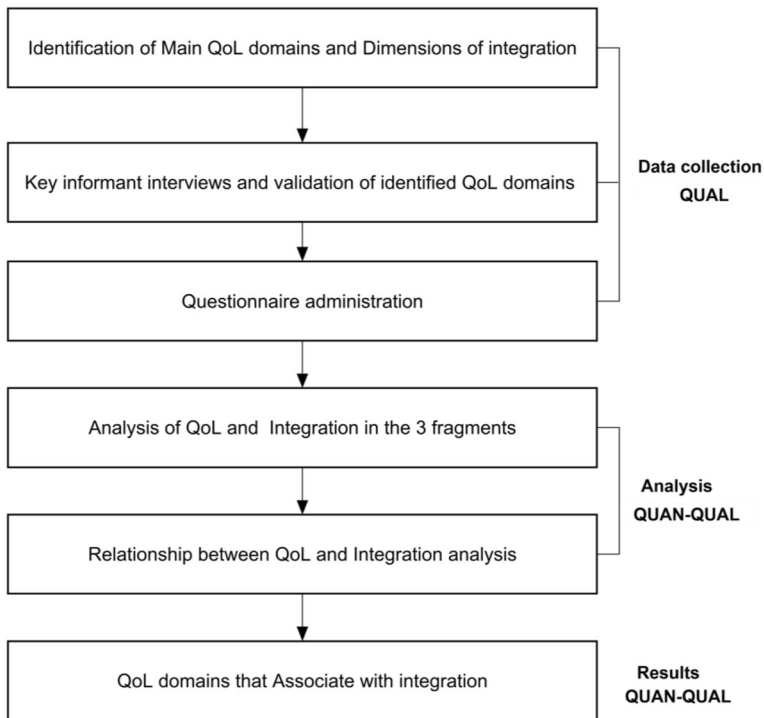 Identification of Main QoL domains and Dimensions of integration
Key informant interviews and validation of identified QoL domains
Data collection
QUAL
Questionnaire administration
Analysis of QoL and Integration in the 3 fragments
Analysis
QUAN-QUAL
Relationship between QoL and Integration analysis
QoL domains that Associate with integration
Results
QUAN-QUAL